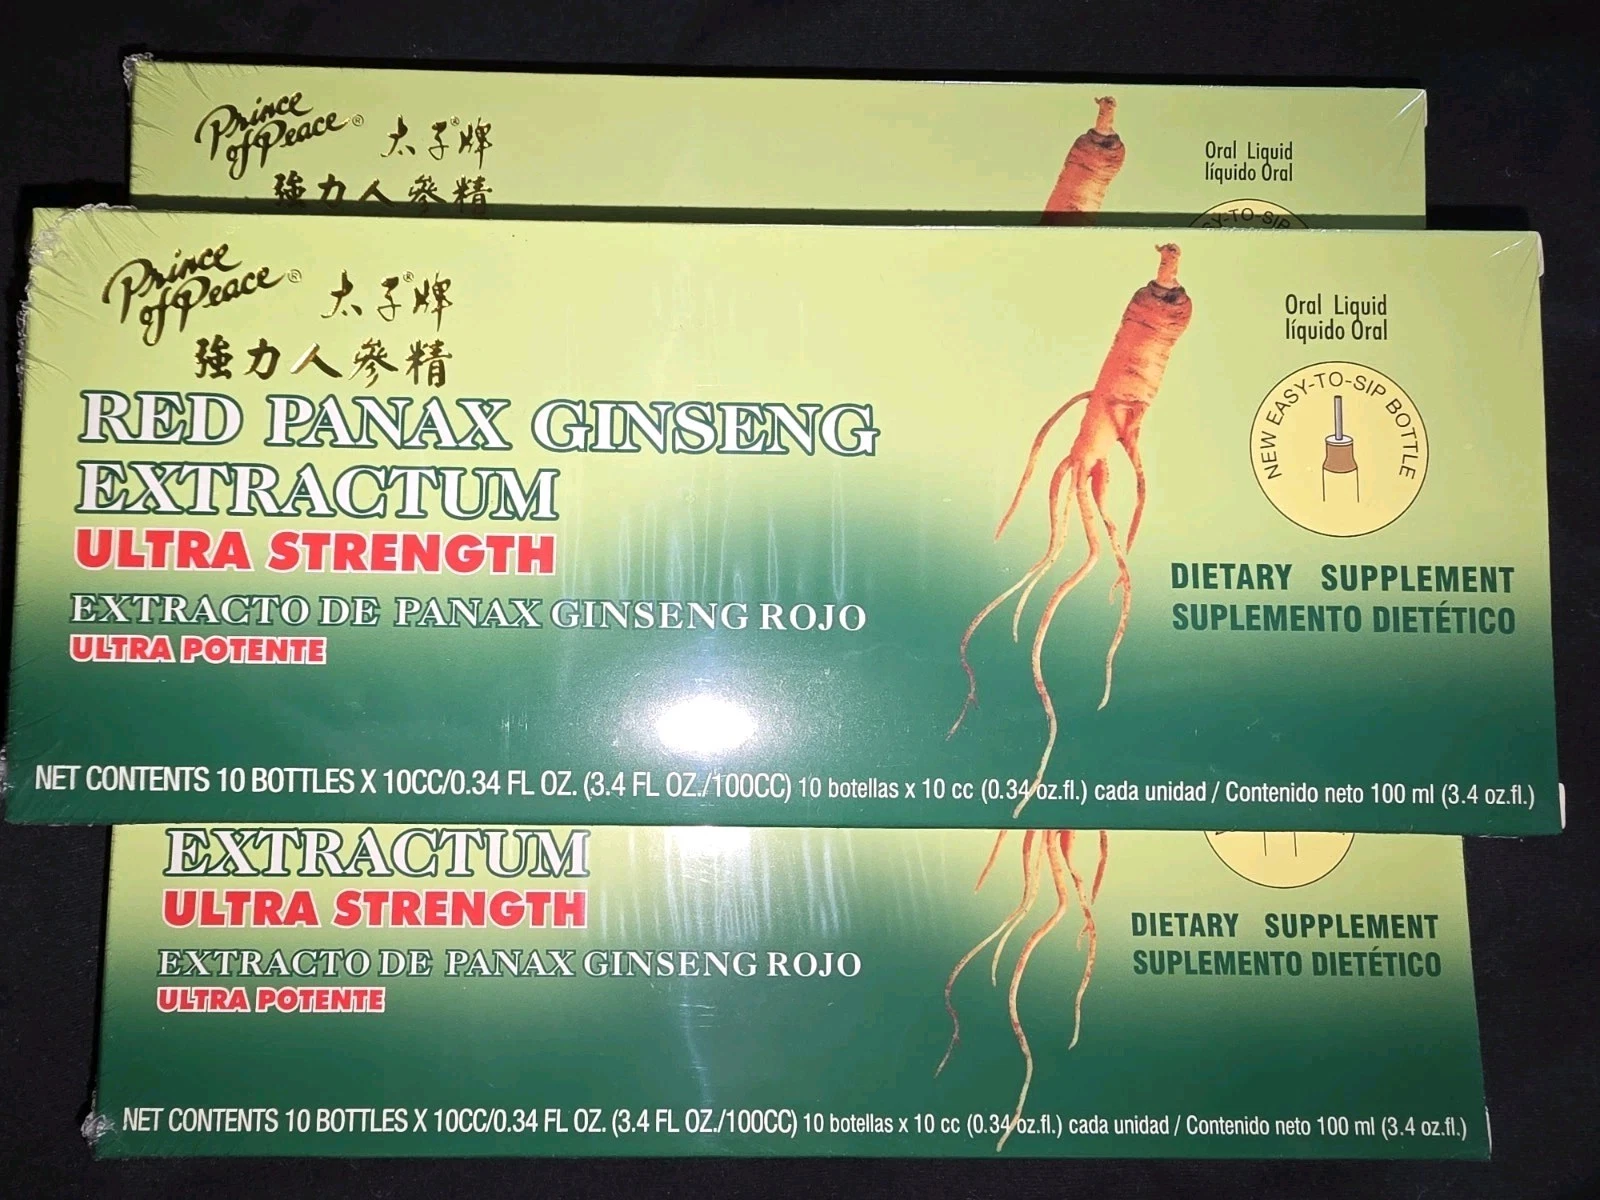 Prince
of Peace® 太子®牌
強力人參精
Oral Liquid
líquido Oral
Y-TO-SIP
Prince
of Peace® 太子®牌
強力人參精
RED PANAX GINSENG
EXTRACTUM
ULTRA STRENGTH
EXTRACTO DE PANAX GINSENG ROJO
ULTRA POTENTE
Oral Liquid
líquido Oral
NEW EASY-TO-SIP BOTTLE
DIETARY SUPPLEMENT
SUPLEMENTO DIETÉTICO
NET CONTENTS 10 BOTTLES X 10CC/0.34 FL OZ. (3.4 FL OZ./100CC) 10 botellas x 10 cc (0.34 oz.fl.) cada unidad / Contenido neto 100 ml (3.4 oz.fl.)
EXTRACTUM
ULTRA STRENGTH
EXTRACTO DE PANAX GINSENG ROJO
ULTRA POTENTE
DIETARY SUPPLEMENT
SUPLEMENTO DIETÉTICO
NET CONTENTS 10 BOTTLES X 10CC/0.34 FL OZ. (3.4 FL OZ./100CC) 10 botellas x 10 cc (0.34 oz.fl.) cada unidad / Contenido neto 100 ml (3.4 oz.fl.)